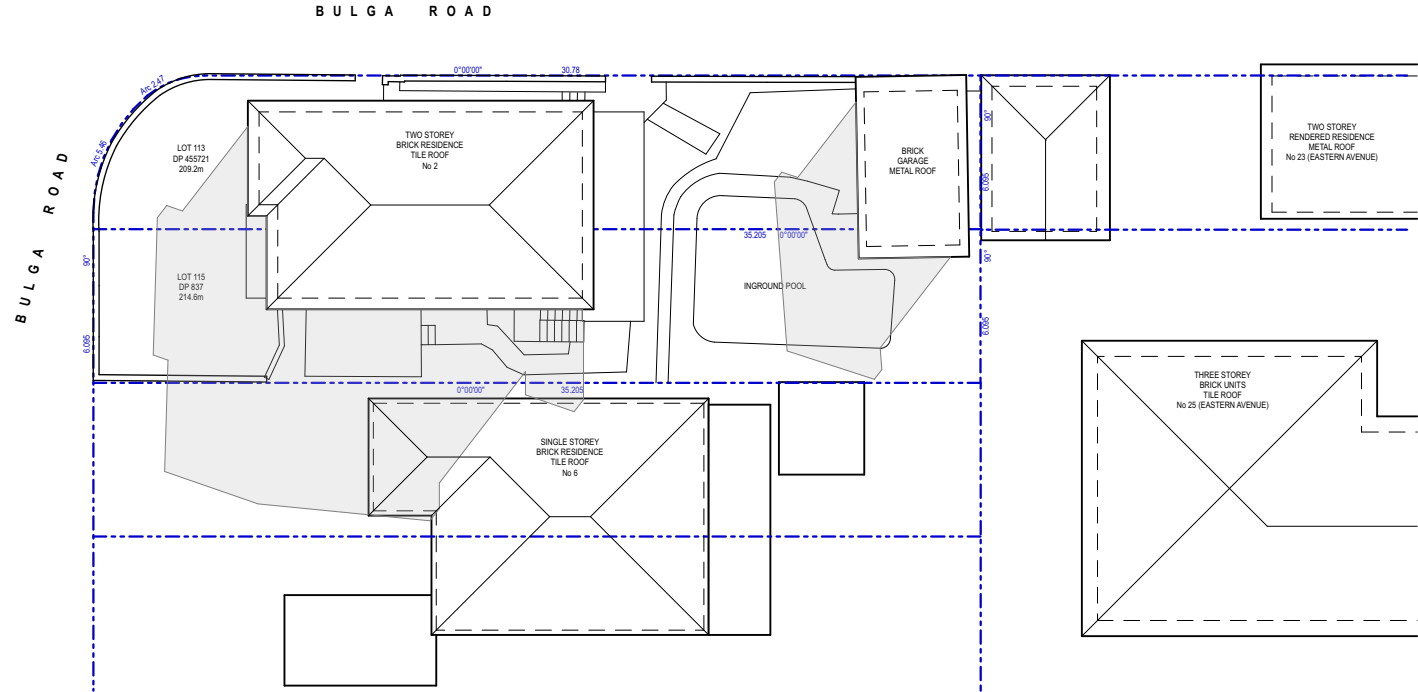 BULGA ROAD
BULGA ROAD
Arc 2.47
Arc 5.46
0°00'00"
30.78
LOT 113
DP 455721
209.2m
TWO STOREY
BRICK RESIDENCE
TILE ROOF
No 2
BRICK
GARAGE
METAL ROOF
90°
6.095
TWO STOREY
RENDERED RESIDENCE
METAL ROOF
No 23 (EASTERN AVENUE)
35.205
0°00'00"
90°
90°
LOT 115
DP 837
214.6m
INGROUND POOL
6.095
6.095
0°00'00"
35.205
THREE STOREY
BRICK UNITS
TILE ROOF
No 25 (EASTERN AVENUE)
SINGLE STOREY
BRICK RESIDENCE
TILE ROOF
No 6